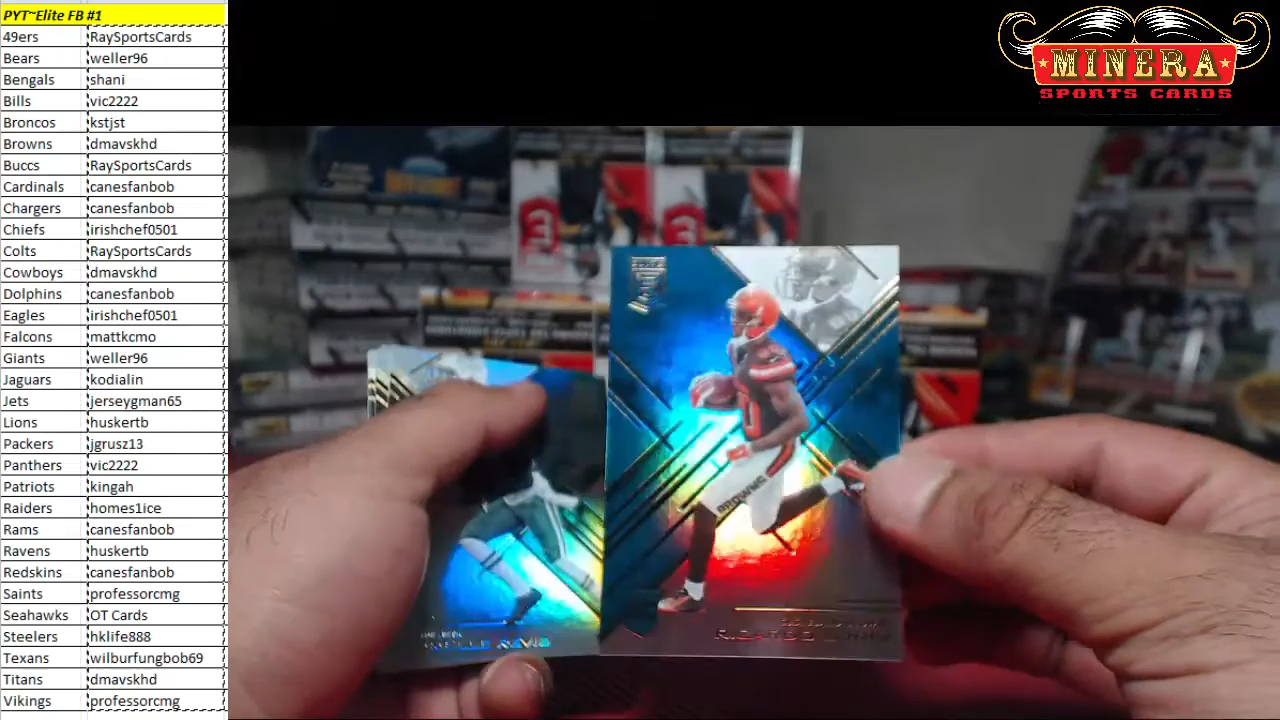 PYT~Elite FB #1
49ers RaySportsCards
Bears weller96
Bengals shani
Bills vic2222
Broncos kstjst
Browns dmavskhd
Buccs RaySportsCards
Cardinals canesfanbob
Chargers canesfanbob
Chiefs irishchef0501
Colts RaySportsCards
Cowboys dmavskhd
Dolphins canesfanbob
Eagles irishchef0501
Falcons mattkcmo
Giants weller96
Jaguars kodialin
Jets jerseygman65
Lions huskertb
Packers jgrusz13
Panthers vic2222
Patriots kingah
Raiders homes1ice
Rams canesfanbob
Ravens huskertb
Redskins canesfanbob
Saints professorcmg
Seahawks OT Cards
Steelers hklife888
Texans wilburfungbob69
Titans dmavskhd
Vikings professorcmg
MINERA
SPORTS CARDS
BROWNS
RICARDO